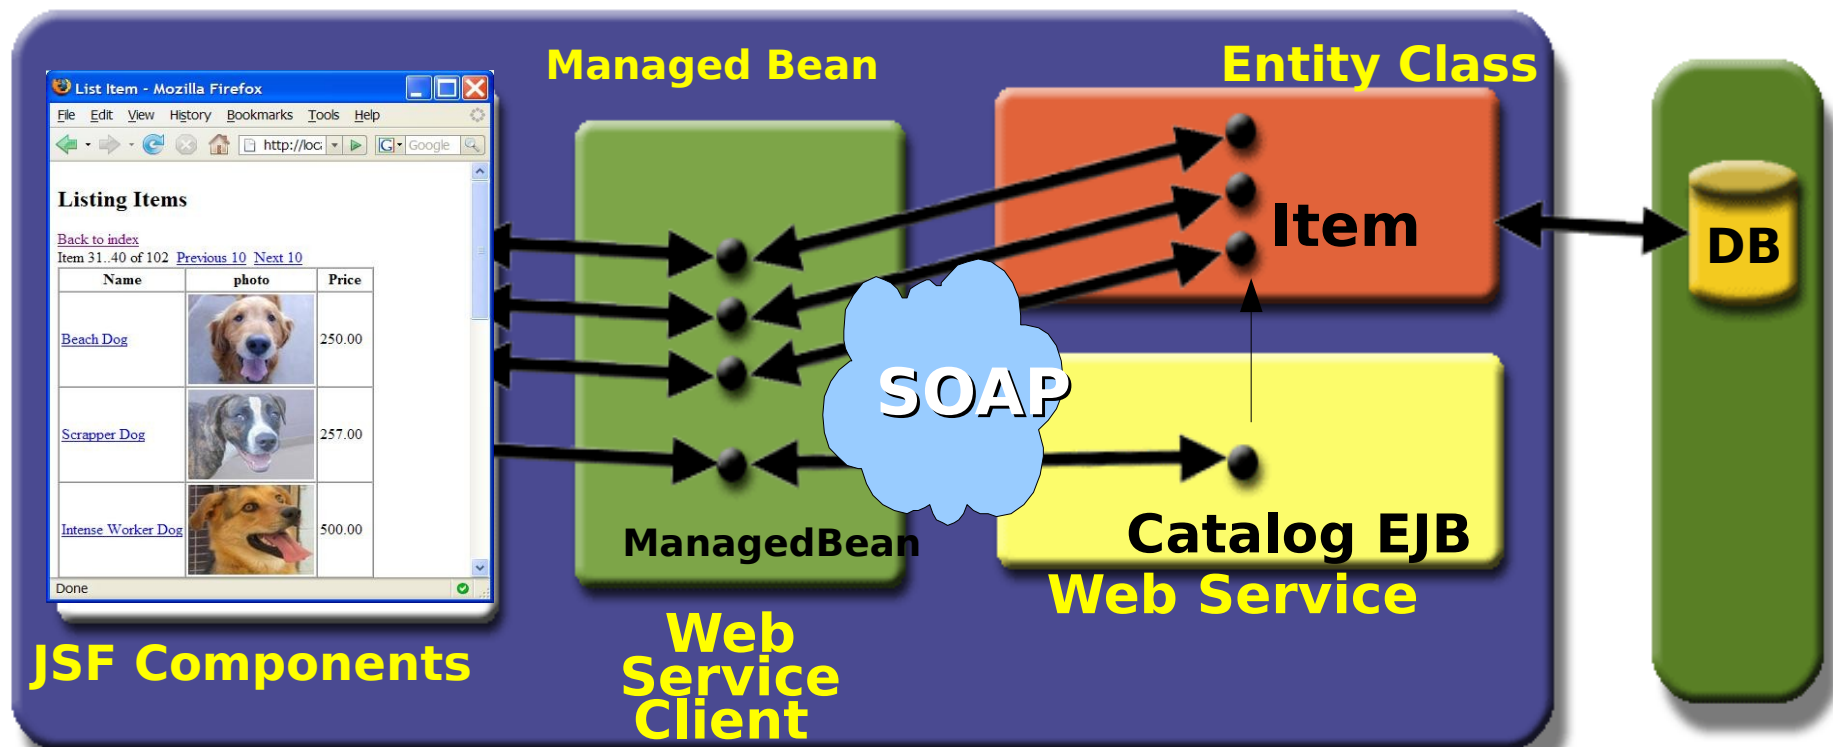 Managed Bean
Entity Class
List Item - Mozilla Firefox
File Edit View History Bookmarks Tools Help
http://loc
G Google
Listing Items
Back to index
Item 31..40 of 102 Previous 10 Next 10
Name photo Price
Beach Dog 250.00
Scrapper Dog 257.00
Intense Worker Dog 500.00
Done
Item
DB
SOAP
ManagedBean
Catalog EJB
Web Service
JSF Components
Web
Service
Client